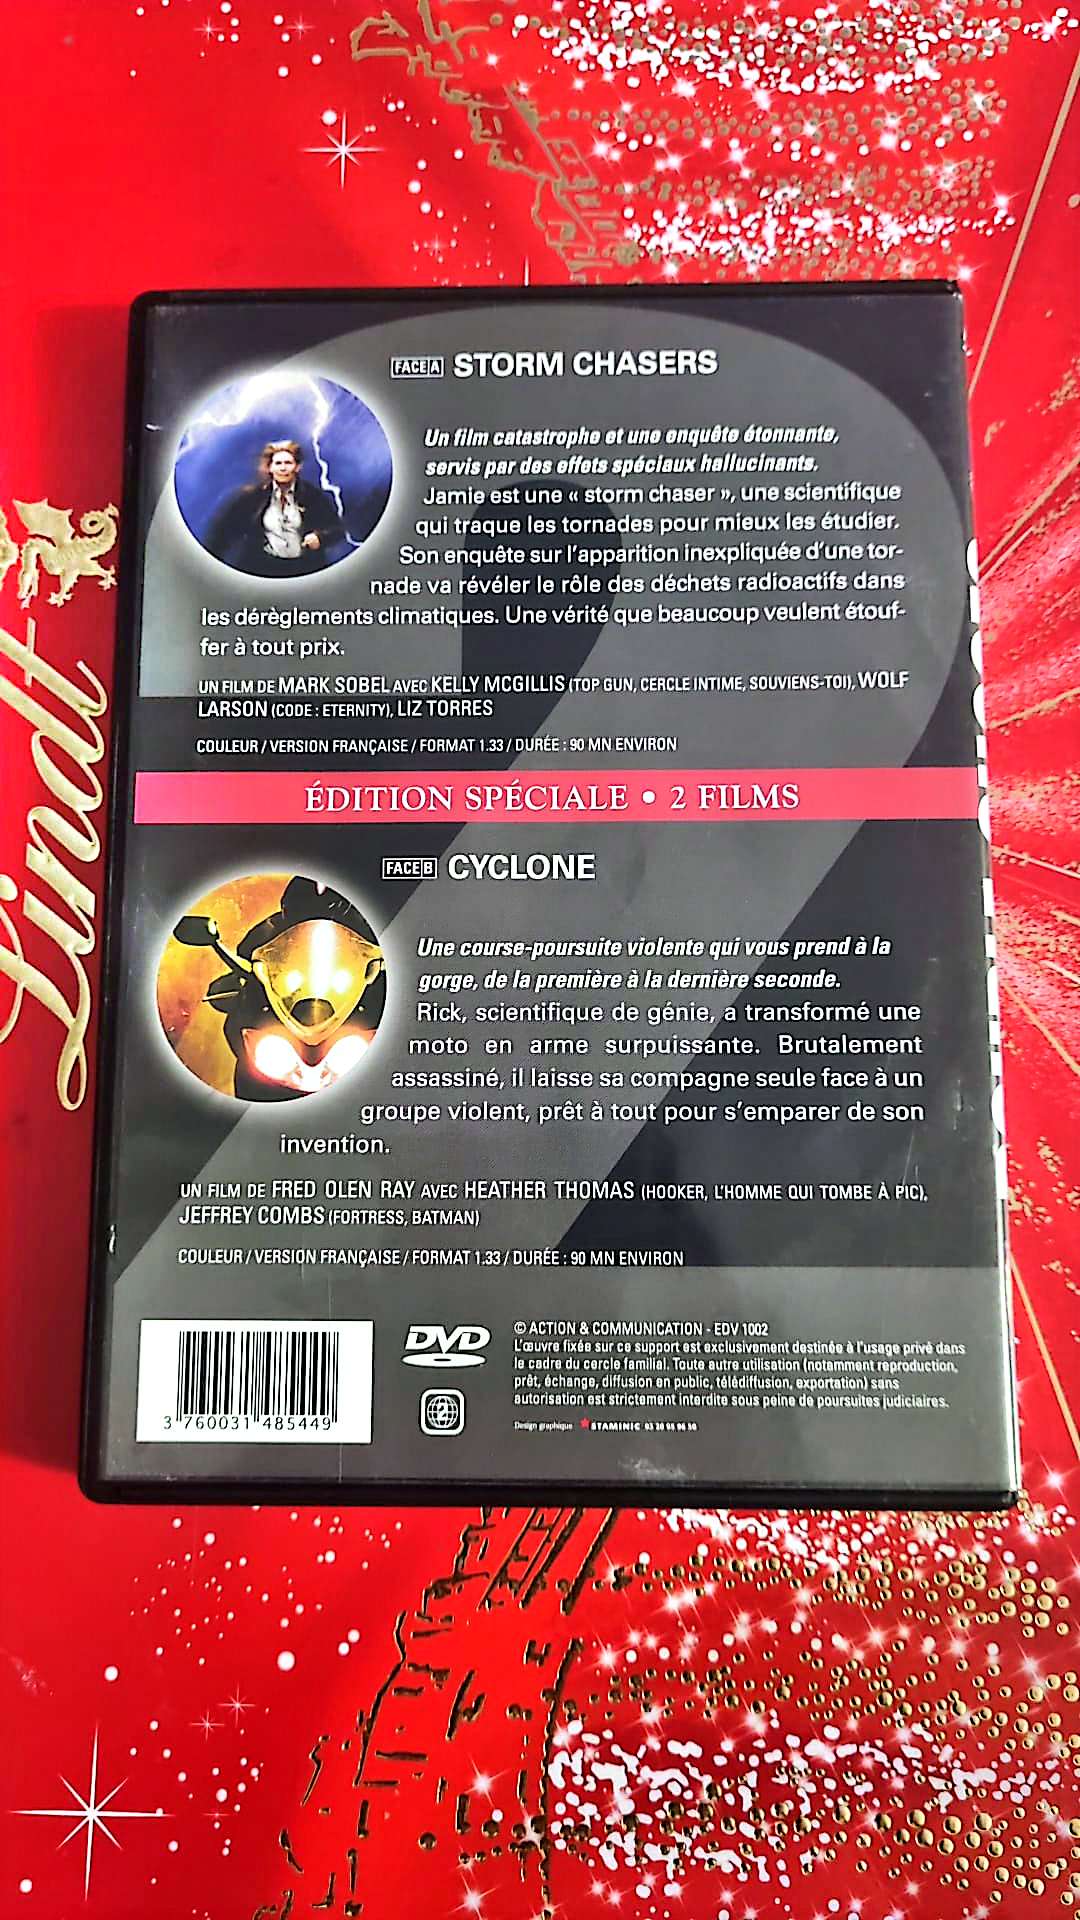 FACE A STORM CHASERS
Un film catastrophe et une enquête étonnante,
servis par des effets spéciaux hallucinants.
Jamie est une « storm chaser », une scientifique
qui traque les tornades pour mieux les étudier.
Son enquête sur l'apparition inexpliquée d'une tor-
nade va révéler le rôle des déchets radioactifs dans
les dérèglements climatiques. Une vérité que beaucoup veulent étouf-
fer à tout prix.
UN FILM DE MARK SOBEL AVEC KELLY MCGILLIS (TOP GUN, CERCLE INTIME, SOUVIENS-TOI), WOLF
LARSON (CODE : ETERNITY), LIZ TORRES
COULEUR / VERSION FRANÇAISE / FORMAT 1.33 / DURÉE : 90 MN ENVIRON
ÉDITION SPÉCIALE • 2 FILMS
FACE B CYCLONE
Une course-poursuite violente qui vous prend à la
gorge, de la première à la dernière seconde.
Rick, scientifique de génie, a transformé une
moto en arme surpuissante. Brutalement
assassiné, il laisse sa compagne seule face à un
groupe violent, prêt à tout pour s'emparer de son
invention.
UN FILM DE FRED OLEN RAY AVEC HEATHER THOMAS (HOOKER, L'HOMME QUI TOMBE À PIC),
JEFFREY COMBS (FORTRESS, BATMAN)
COULEUR / VERSION FRANÇAISE / FORMAT 1.33 / DURÉE : 90 MN ENVIRON
3 760031 485449
DVD
2
© ACTION & COMMUNICATION - EDV 1002
L'œuvre fixée sur ce support est exclusivement destinée à l'usage privé dans
le cadre du cercle familial. Toute autre utilisation (notamment reproduction,
prêt, échange, diffusion en public, télédiffusion, exportation) sans
autorisation est strictement interdite sous peine de poursuites judiciaires.
Design graphique STAMINIC
Lindt